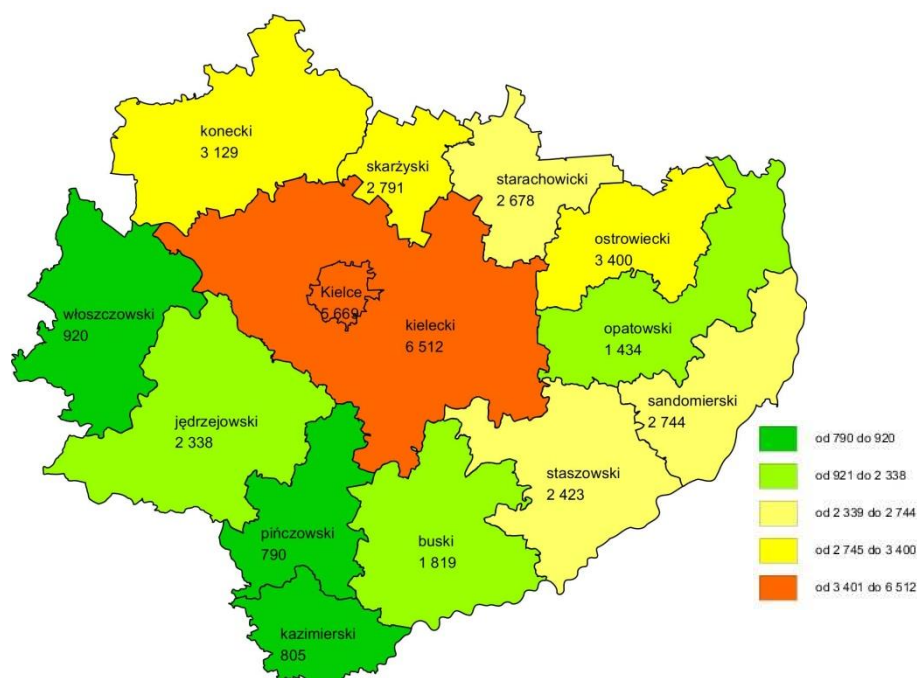 konecki
3 129
skarżyski
2 791
starachowicki
2 678
ostrowiecki
3 400
włoszczowski
920
Kielce
5 669
kielecki
6 512
opatowski
1 434
jędrzejowski
2 338
sandomierski
2 744
staszowski
2 423
pińczowski
790
buski
1 819
kazimierski
805
od 790 do 920
od 921 do 2 338
od 2 339 do 2 744
od 2 745 do 3 400
od 3 401 do 6 512